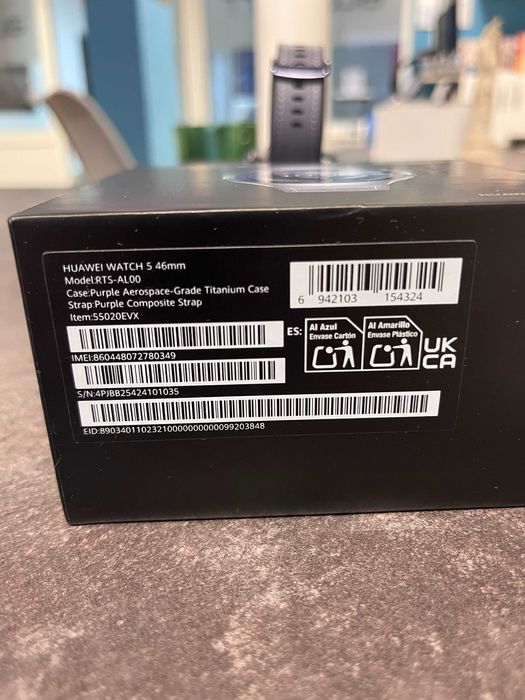 HUAWEI WATCH 5 46mm
Model:RTS-AL00
Case:Purple Aerospace-Grade Titanium Case
Strap:Purple Composite Strap
Item:55020EVX
6 942103 154324
IMEI:860448072780349
S/N:4PJBB25424101035
EID:89034011023210000000000099203848
ES:
Al Azul
Envase Cartón
Al Amarillo
Envase Plástico
UK
CA